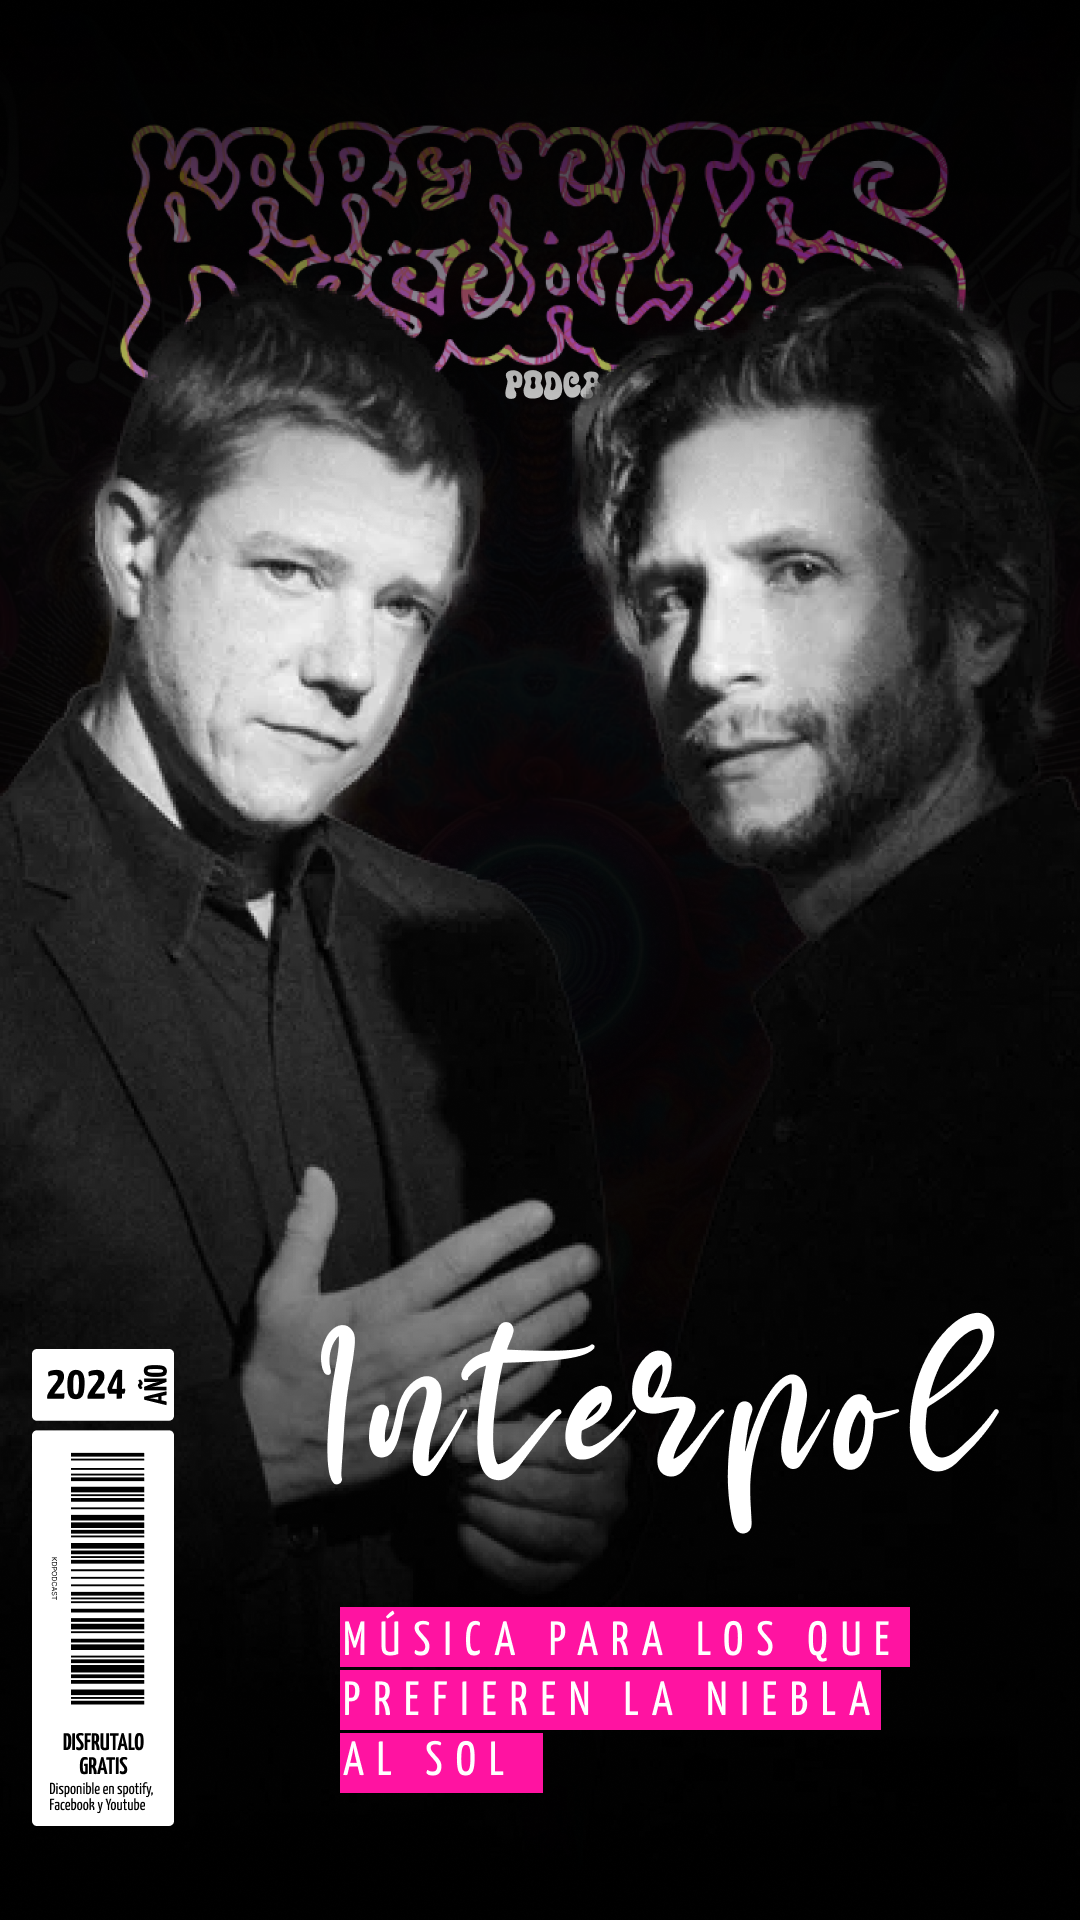 KARENCITAS
PODCA
2024 AÑO
Interpol
KDPODCAST
MÚSICA PARA LOS QUE
PREFIEREN LA NIEBLA
AL SOL
DISFRUTALO
GRATIS
Disponible en spotify,
Facebook y Youtube